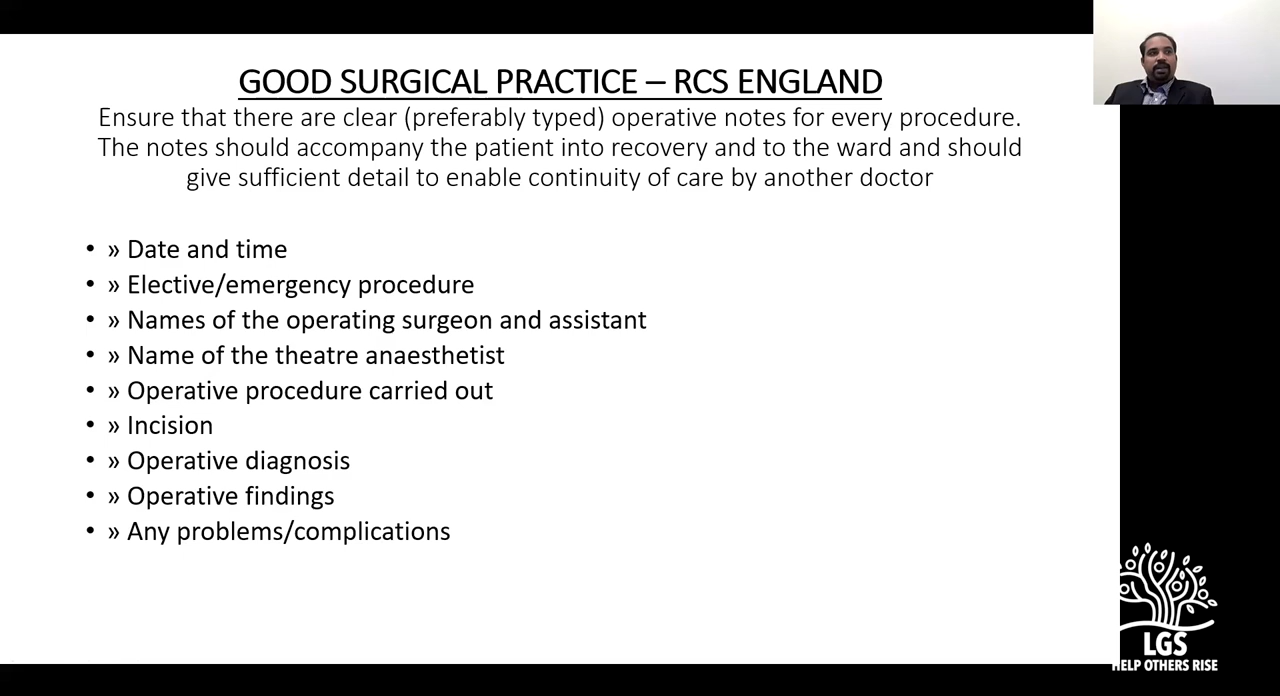 GOOD SURGICAL PRACTICE – RCS ENGLAND
Ensure that there are clear (preferably typed) operative notes for every procedure.
The notes should accompany the patient into recovery and to the ward and should
give sufficient detail to enable continuity of care by another doctor
• » Date and time
• » Elective/emergency procedure
• » Names of the operating surgeon and assistant
• » Name of the theatre anaesthetist
• » Operative procedure carried out
• » Incision
• » Operative diagnosis
• » Operative findings
• » Any problems/complications
LGS
HELP OTHERS RISE